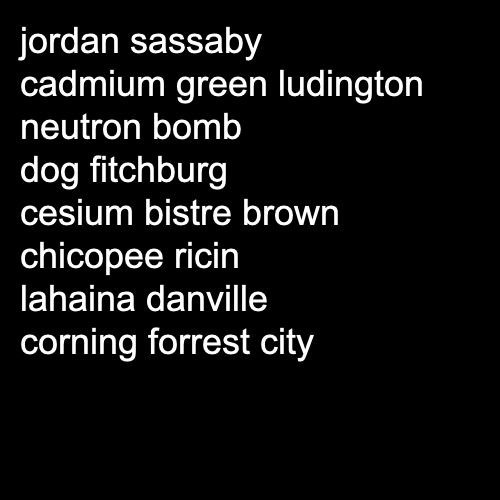 jordan sassaby
cadmium green ludington
neutron bomb
dog fitchburg
cesium bistre brown
chicopee ricin
lahaina danville
corning forrest city